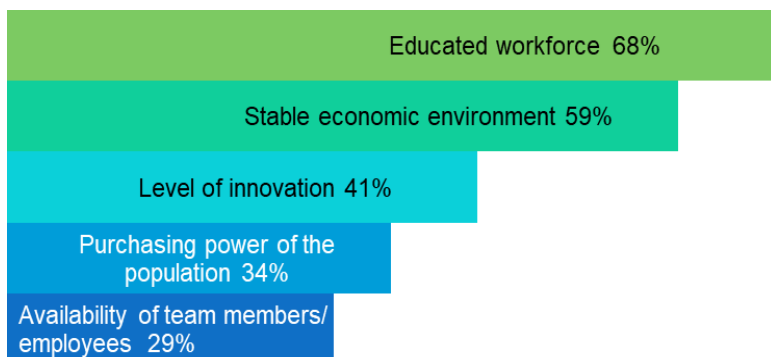 Educated workforce 68%
Stable economic environment 59%
Level of innovation 41%
Purchasing power of the
population 34%
Availability of team members/
employees 29%